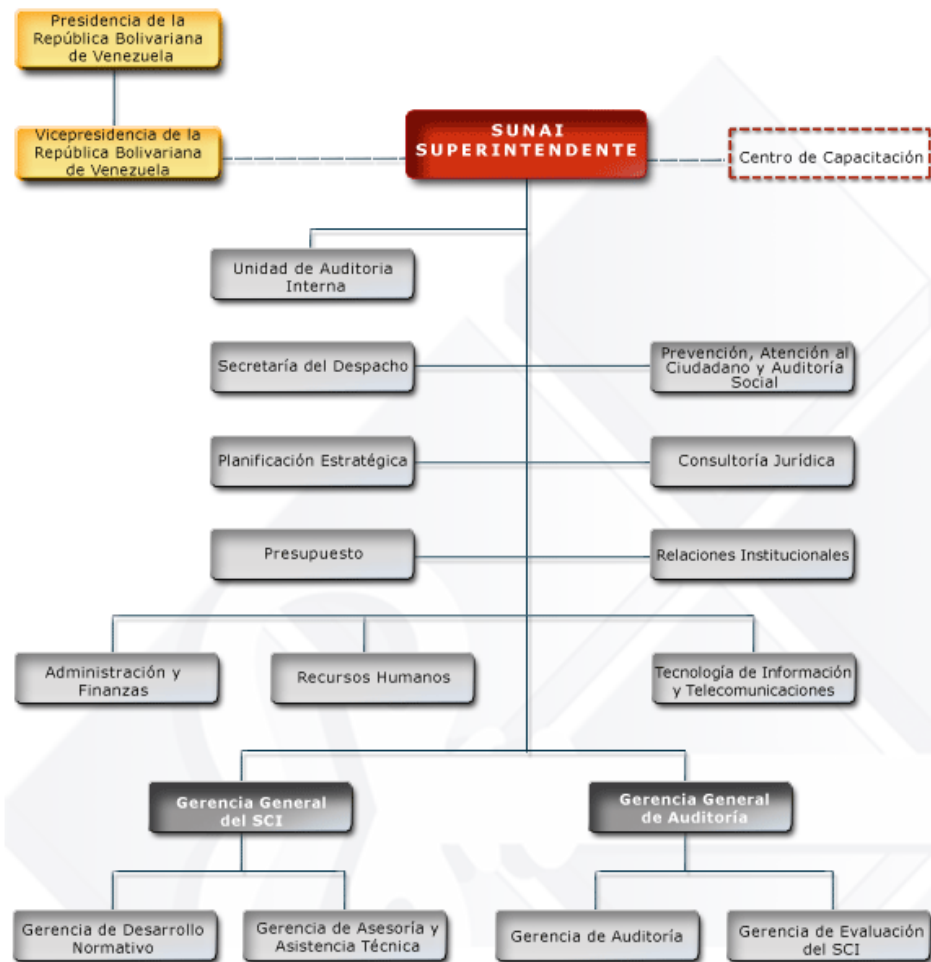 Presidencia de la
República Bolivariana
de Venezuela
Vicepresidencia de la
República Bolivariana
de Venezuela
SUNAI
SUPERINTENDENTE
Centro de Capacitación
Unidad de Auditoria
Interna
Secretaría del Despacho
Prevención, Atención al
Ciudadano y Auditoría
Social
Planificación Estratégica
Consultoría Jurídica
Presupuesto
Relaciones Institucionales
Administración y
Finanzas
Recursos Humanos
Tecnología de Información
y Telecomunicaciones
Gerencia General
del SCI
Gerencia General
de Auditoría
Gerencia de Desarrollo
Normativo
Gerencia de Asesoría y
Asistencia Técnica
Gerencia de Auditoría
Gerencia de Evaluación
del SCI